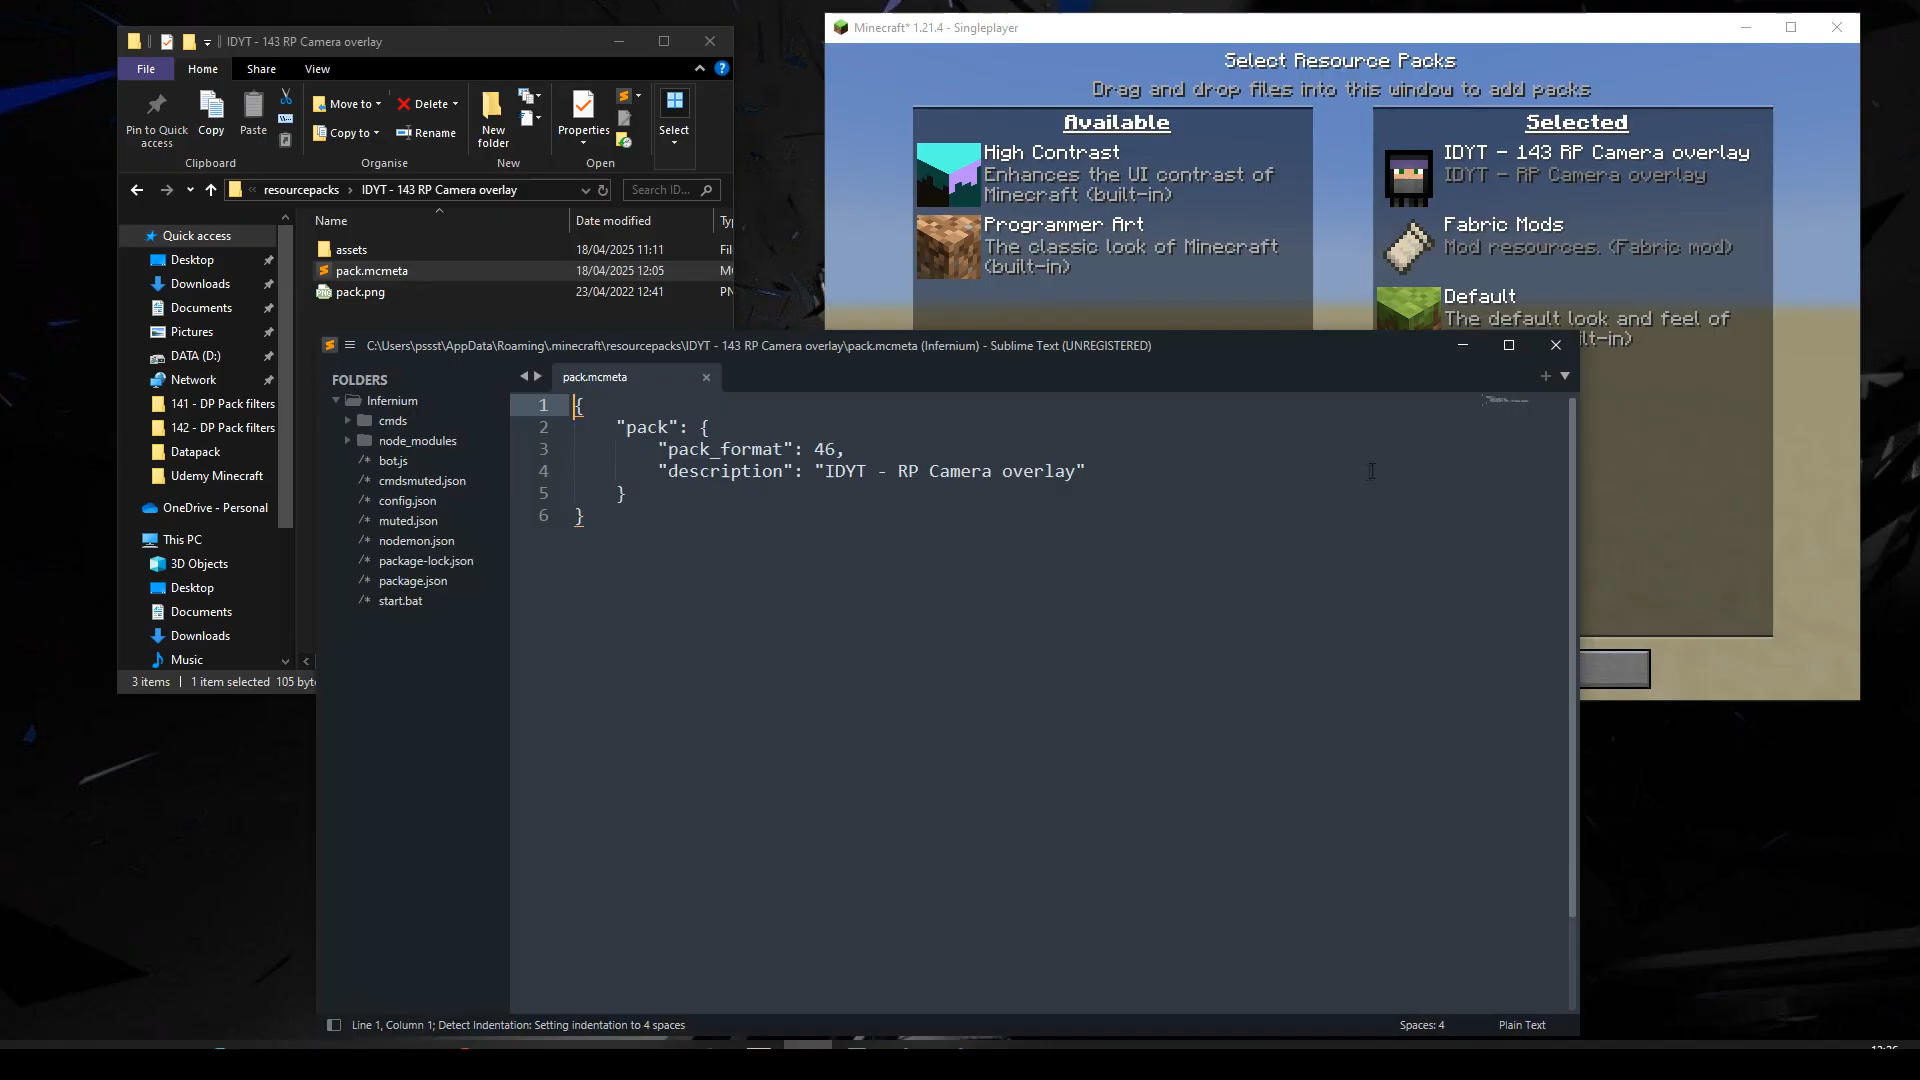 IDYT - 143 RP Camera overlay
File
Home
Share
View
Pin to Quick access
Copy
Paste
Move to
Copy to
Delete
Rename
New folder
Properties
Select
Clipboard
Organise
New
Open
resourcepacks > IDYT - 143 RP Camera overlay
Search ID...
Name
Date modified
assets
18/04/2025 11:11
pack.mcmeta
18/04/2025 12:05
pack.png
23/04/2022 12:41
Quick access
Desktop
Downloads
Documents
Pictures
DATA (D:)
Network
141 - DP Pack filters
142 - DP Pack filters
Datapack
Udemy Minecraft
OneDrive - Personal
This PC
3D Objects
Desktop
Documents
Downloads
Music
3 items
1 item selected
Minecraft* 1.21.4 - Singleplayer
Select Resource Packs
Drag and drop files into this window to add packs
Available
High Contrast
Enhances the UI contrast of
Minecraft (built-in)
Programmer Art
The classic look of Minecraft
(built-in)
Selected
IDYT - 143 RP Camera overlay
IDYT - RP Camera overlay
Fabric Mods
Mod resources. (Fabric mod)
Default
The default look and feel of
C:\Users\pssst\AppData\Roaming\.minecraft\resourcepacks\IDYT - 143 RP Camera overlay\pack.mcmeta (Infernium) - Sublime Text (UNREGISTERED)
FOLDERS
Infernium
cmds
node_modules
bot.js
cmdsmuted.json
config.json
muted.json
nodemon.json
package-lock.json
package.json
start.bat
pack.mcmeta
1 {
2 "pack": {
3 "pack_format": 46,
4 "description": "IDYT - RP Camera overlay"
5 }
6 }
Line 1, Column 1; Detect Indentation: Setting indentation to 4 spaces
Spaces: 4
Plain Text